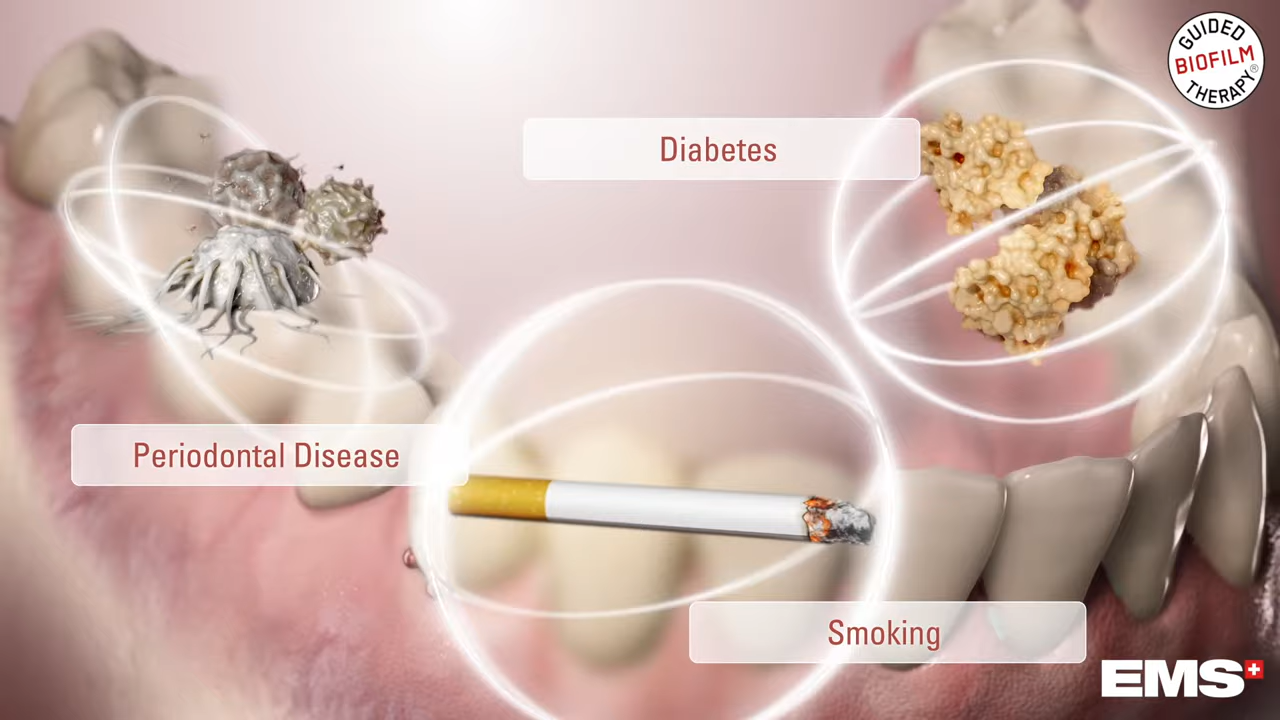 GUIDED
BIOFILM
THERAPY®
Diabetes
Periodontal Disease
Smoking
EMS+